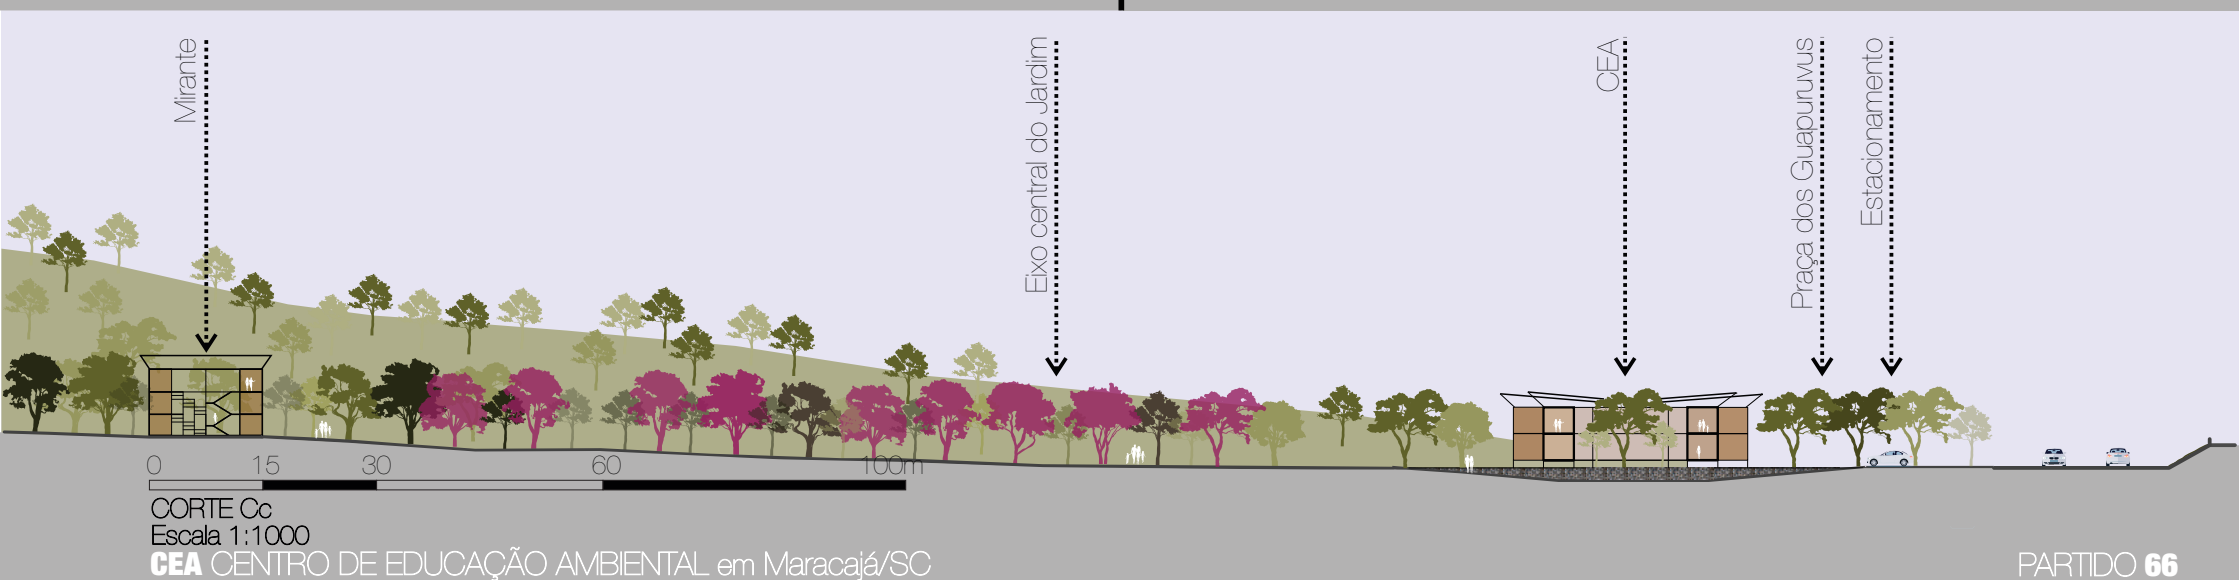 Mirante
Eixo central do Jardim
CEA
Praça dos Guapuruvus
Estacionamento
0 15 30 60 100m
CORTE Cc
Escala 1:1000
CEA CENTRO DE EDUCAÇÃO AMBIENTAL em Maracajá/SC
PARTIDO 66